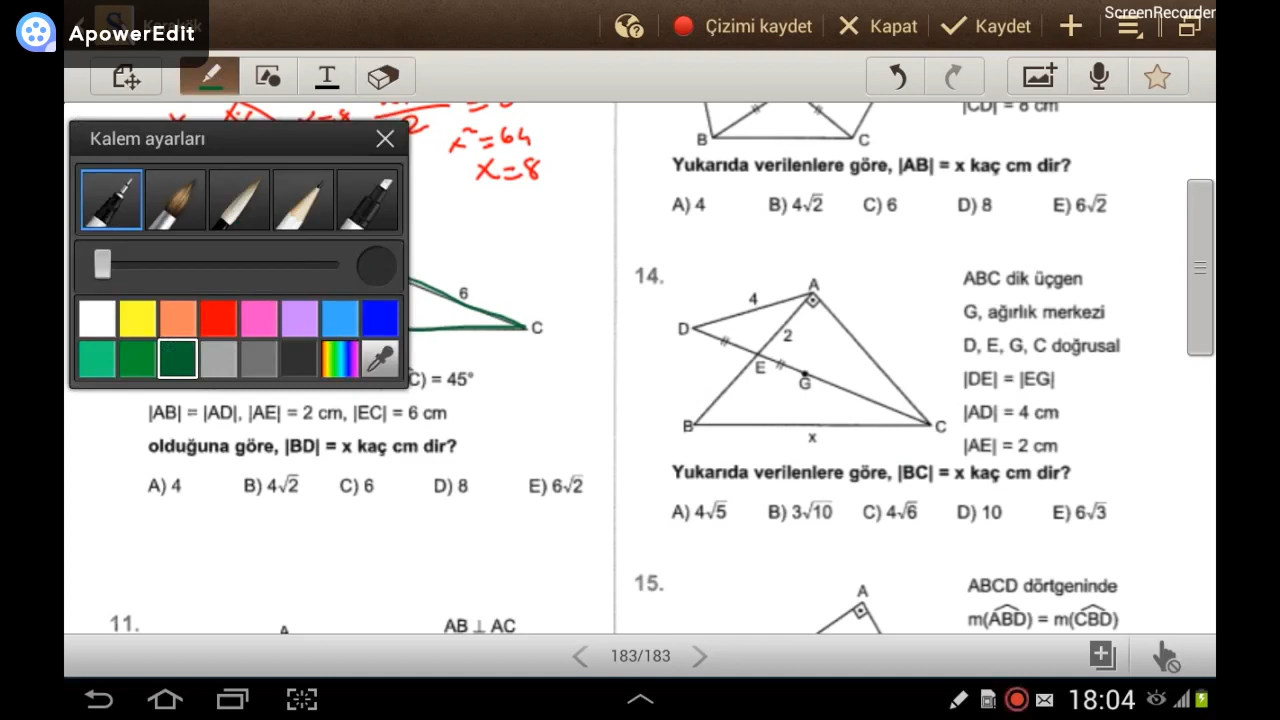 ScreenRecorder
ApowerEdit
Çizimi kaydet
Kapat
Kaydet
T
Kalem ayarları
x² = 64
x = 8
6
C
C) = 45°
|AB| = |AD|, |AE| = 2 cm, |EC| = 6 cm
olduğuna göre, |BD| = x kaç cm dir?
A) 4 B) 4√2 C) 6 D) 8 E) 6√2
11.
A
AB ⊥ AC
|CD| = 8 cm
B C
Yukarıda verilenlere göre, |AB| = x kaç cm dir?
A) 4 B) 4√2 C) 6 D) 8 E) 6√2
14.
A
4
D
2
E
G
B
C
x
ABC dik üçgen
G, ağırlık merkezi
D, E, G, C doğrusal
|DE| = |EG|
|AD| = 4 cm
|AE| = 2 cm
Yukarıda verilenlere göre, |BC| = x kaç cm dir?
A) 4√5 B) 3√10 C) 4√6 D) 10 E) 6√3
15.
A
ABCD dörtgeninde
m(ABD) = m(CBD)
183/183
18:04